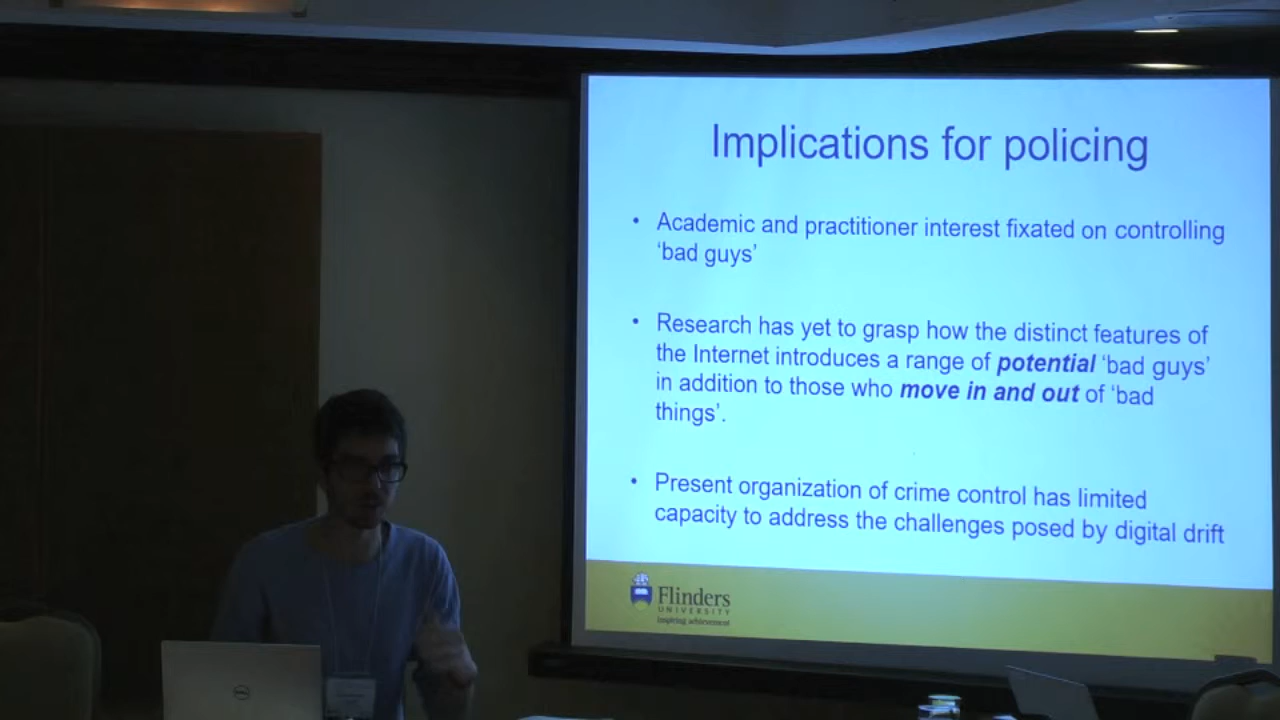 Implications for policing
• Academic and practitioner interest fixated on controlling
'bad guys'
• Research has yet to grasp how the distinct features of
the Internet introduces a range of potential 'bad guys'
in addition to those who move in and out of 'bad
things'.
• Present organization of crime control has limited
capacity to address the challenges posed by digital drift
Flinders
UNIVERSITY
inspiring achievement
DELL